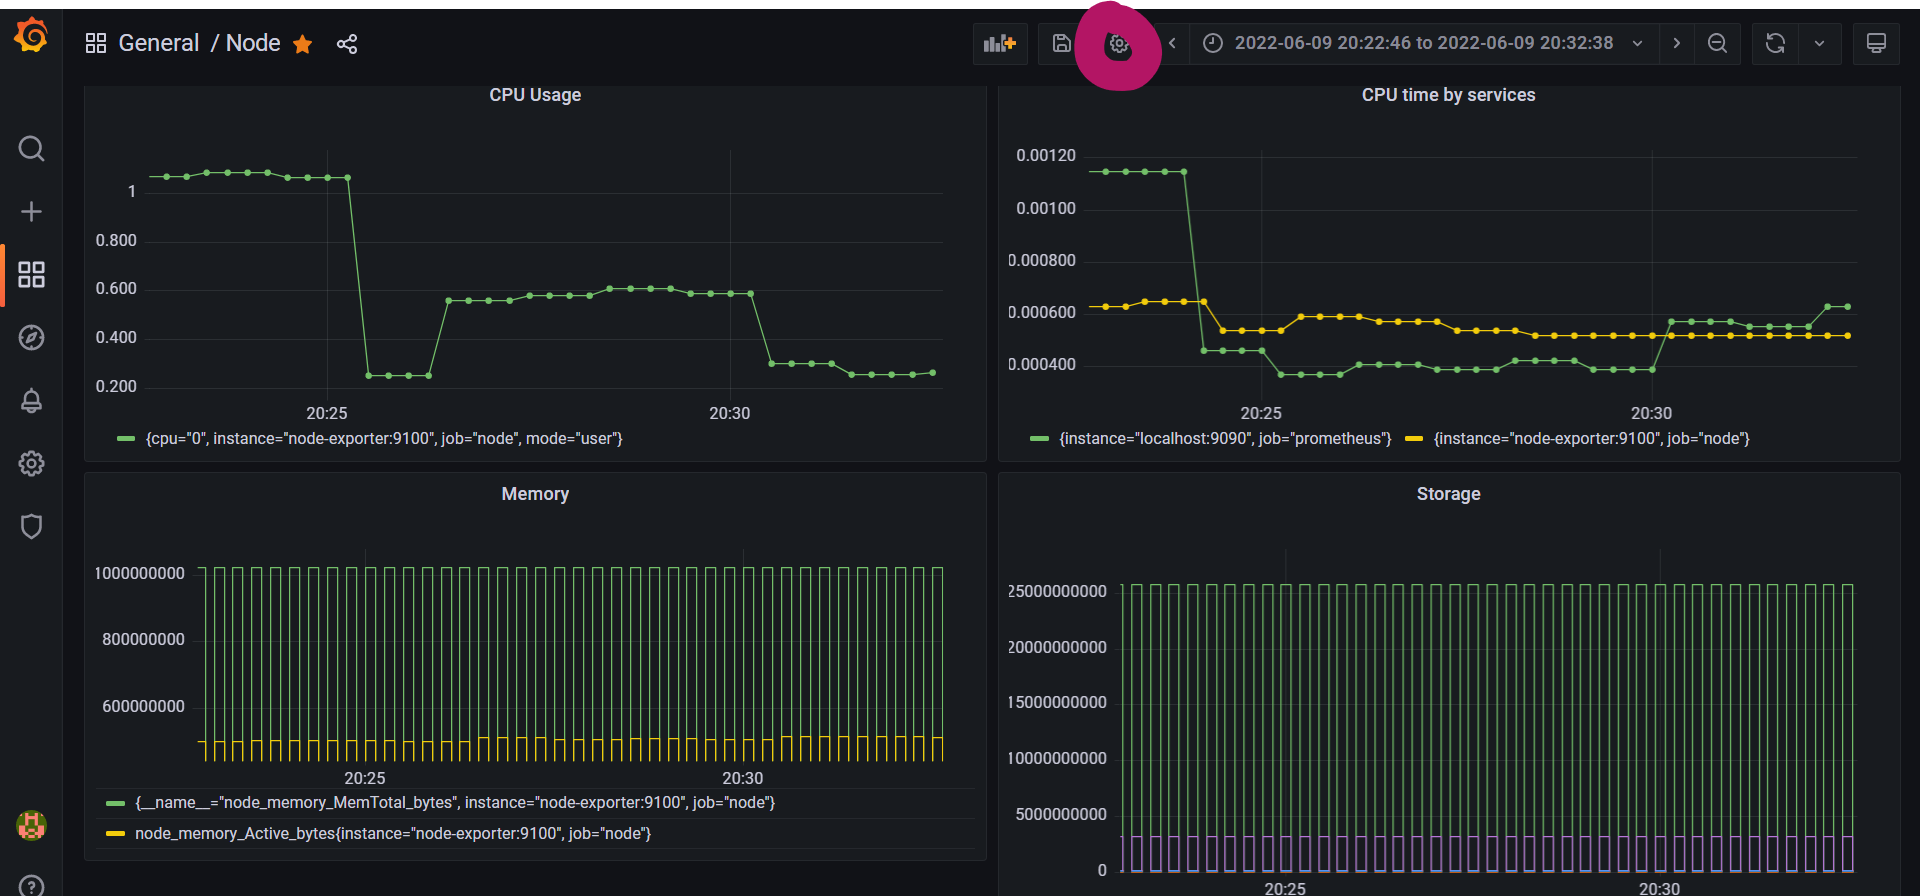 General / Node
2022-06-09 20:22:46 to 2022-06-09 20:32:38
CPU Usage
1
0.800
0.600
0.400
0.200
20:25 20:30
{cpu="0", instance="node-exporter:9100", job="node", mode="user"}
CPU time by services
0.00120
0.00100
0.000800
0.000600
0.000400
20:25 20:30
{instance="localhost:9090", job="prometheus"} {instance="node-exporter:9100", job="node"}
Memory
1000000000
800000000
600000000
20:25 20:30
{__name__="node_memory_MemTotal_bytes", instance="node-exporter:9100", job="node"}
node_memory_Active_bytes{instance="node-exporter:9100", job="node"}
Storage
25000000000
20000000000
15000000000
10000000000
5000000000
0
20:25 20:30